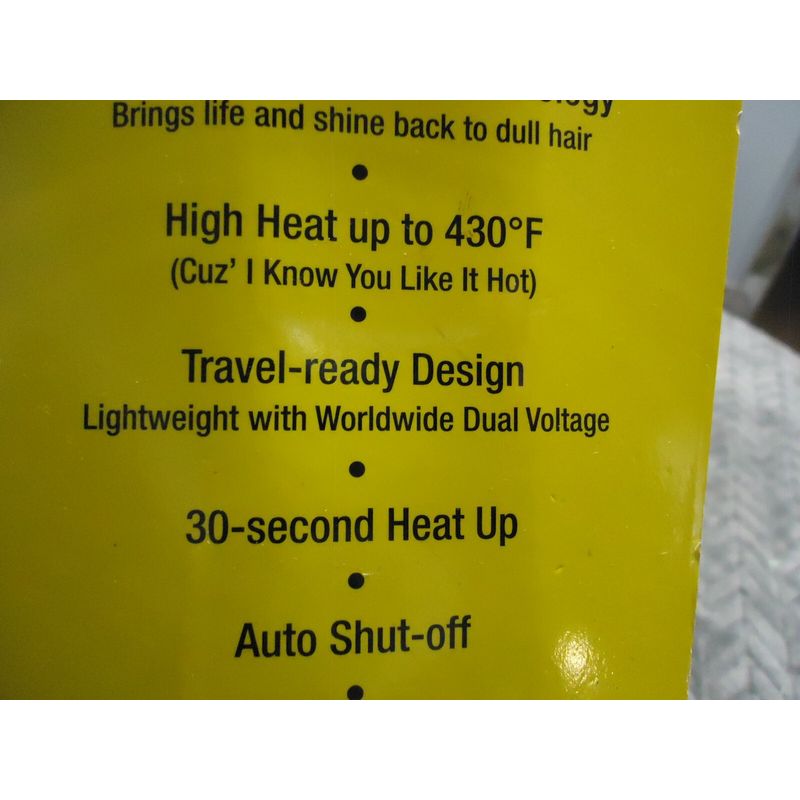 Brings life and shine back to dull hair
•
High Heat up to 430°F
(Cuz' I Know You Like It Hot)
•
Travel-ready Design
Lightweight with Worldwide Dual Voltage
•
30-second Heat Up
•
Auto Shut-off
•